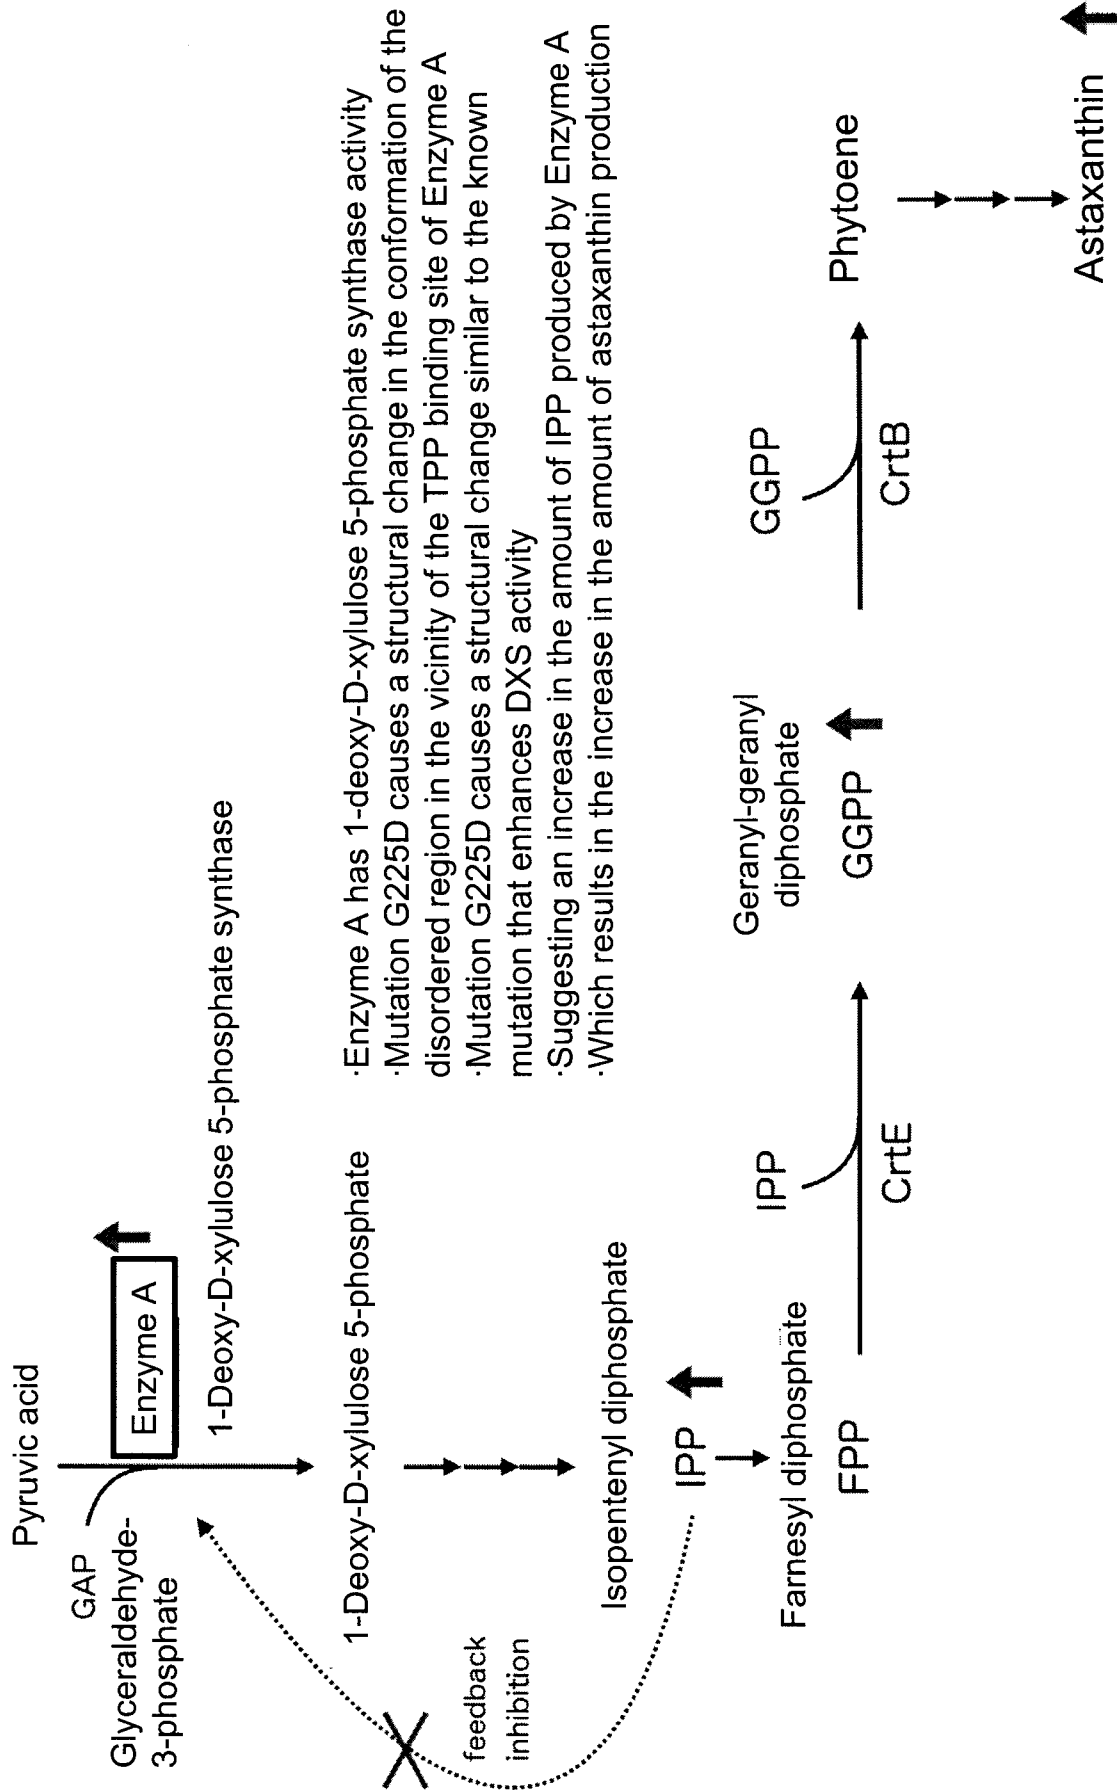 Pyruvic acid
GAP
Glyceraldehyde-
3-phosphate
Enzyme A
1-Deoxy-D-xylulose 5-phosphate synthase
1-Deoxy-D-xylulose 5-phosphate
feedback
inhibition
·Enzyme A has 1-deoxy-D-xylulose 5-phosphate synthase activity
·Mutation G225D causes a structural change in the conformation of the
disordered region in the vicinity of the TPP binding site of Enzyme A
·Mutation G225D causes a structural change similar to the known
mutation that enhances DXS activity
·Suggesting an increase in the amount of IPP produced by Enzyme A
·Which results in the increase in the amount of astaxanthin production
Isopentenyl diphosphate
IPP
Farnesyl diphosphate
FPP
IPP
CrtE
Geranyl-geranyl
diphosphate
GGPP
GGPP
CrtB
Phytoene
Astaxanthin